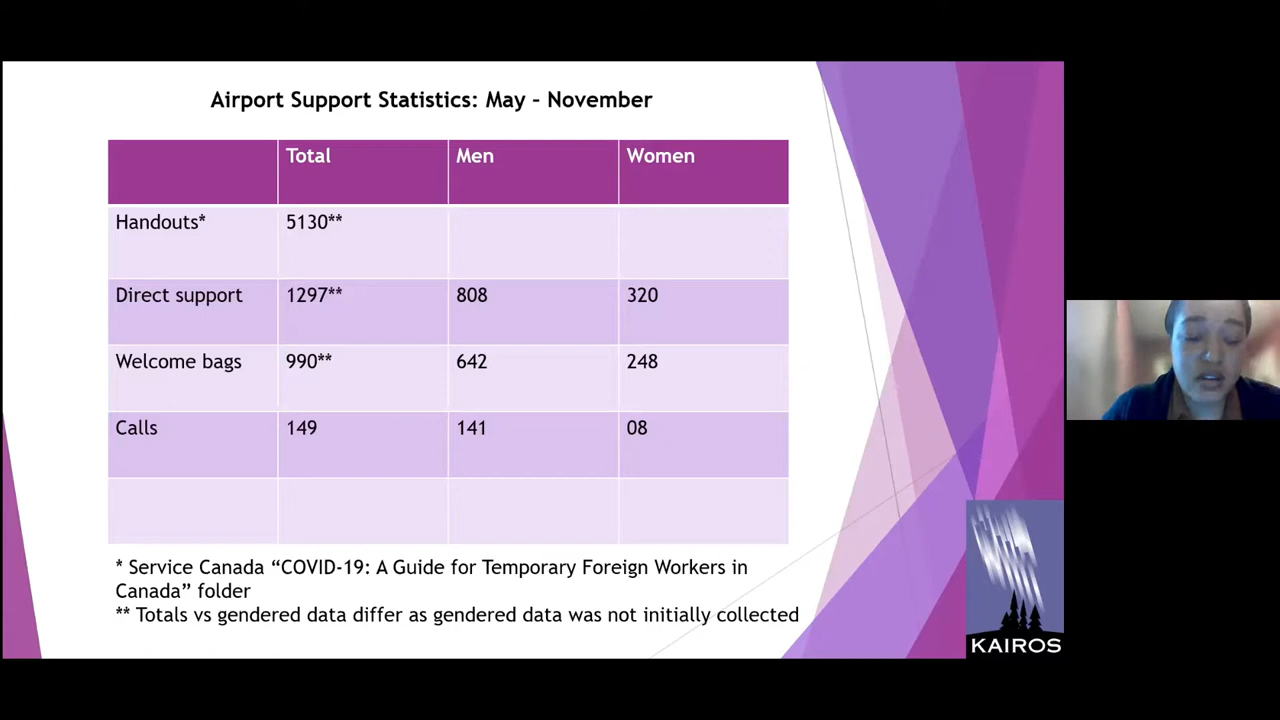 Airport Support Statistics: May – November
Total Men Women
Handouts* 5130**
Direct support 1297** 808 320
Welcome bags 990** 642 248
Calls 149 141 08
* Service Canada “COVID-19: A Guide for Temporary Foreign Workers in
Canada” folder
** Totals vs gendered data differ as gendered data was not initially collected
KAIROS